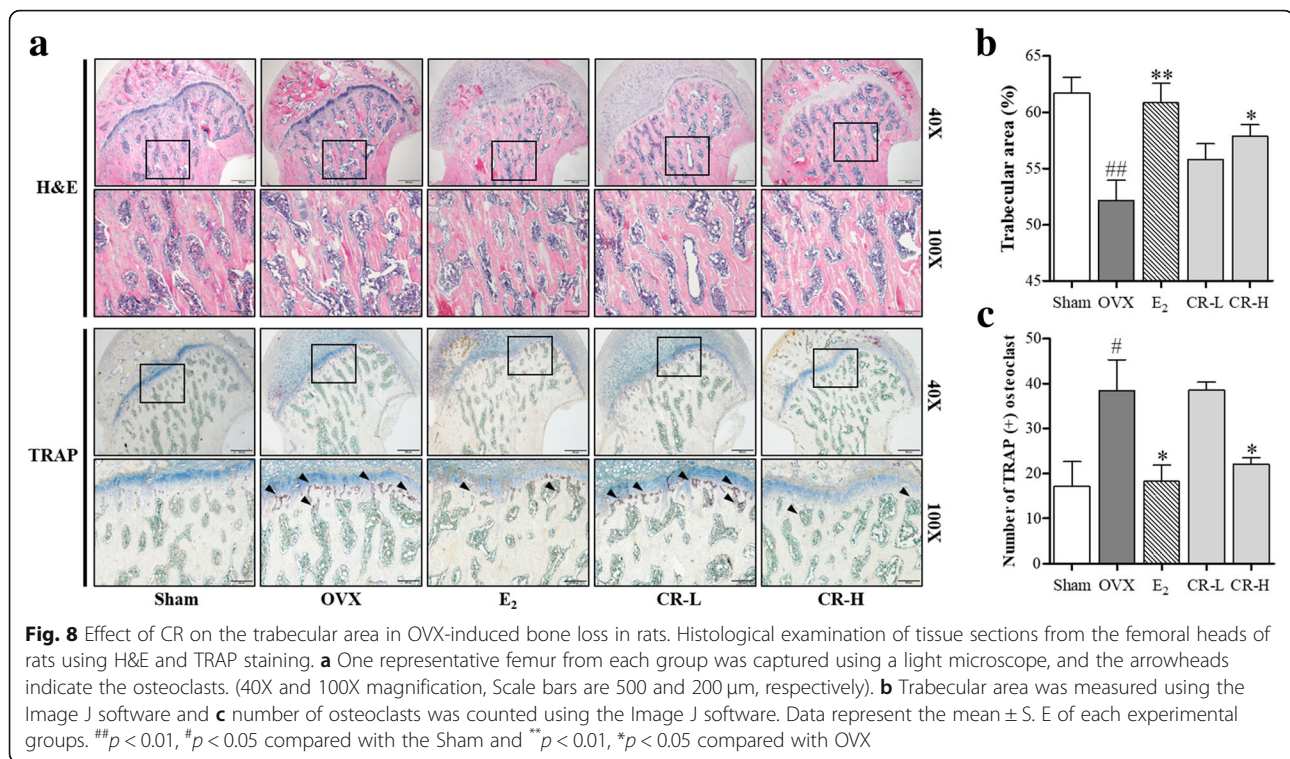 a
H&E
40X
100X
TRAP
40X
100X
Sham OVX E₂ CR-L CR-H
b
Trabecular area (%)
65
60
55
50
45
##
**
*
Sham OVX E₂ CR-L CR-H
c
Number of TRAP (+) osteoclast
50
40
30
20
10
0
#
*
*
Sham OVX E₂ CR-L CR-H
Fig. 8 Effect of CR on the trabecular area in OVX-induced bone loss in rats. Histological examination of tissue sections from the femoral heads of
rats using H&E and TRAP staining. a One representative femur from each group was captured using a light microscope, and the arrowheads
indicate the osteoclasts. (40X and 100X magnification, Scale bars are 500 and 200 μm, respectively). b Trabecular area was measured using the
Image J software and c number of osteoclasts was counted using the Image J software. Data represent the mean ± S. E of each experimental
groups. ##p < 0.01, #p < 0.05 compared with the Sham and **p < 0.01, *p < 0.05 compared with OVX